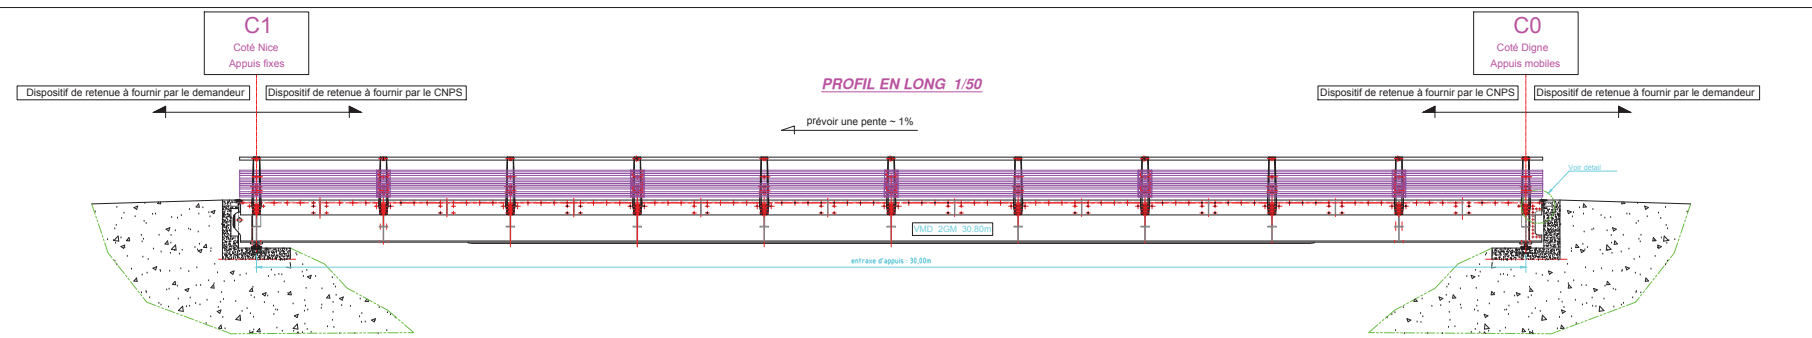 C1
Coté Nice
Appuis fixes
C0
Coté Digne
Appuis mobiles
Dispositif de retenue à fournir par le demandeur
Dispositif de retenue à fournir par le CNPS
PROFIL EN LONG 1/50
Dispositif de retenue à fournir par le CNPS
Dispositif de retenue à fournir par le demandeur
prévoir une pente ~ 1%
Voir détail
VMD 2GM 30.80m
entraxe d'appuis : 30,00m